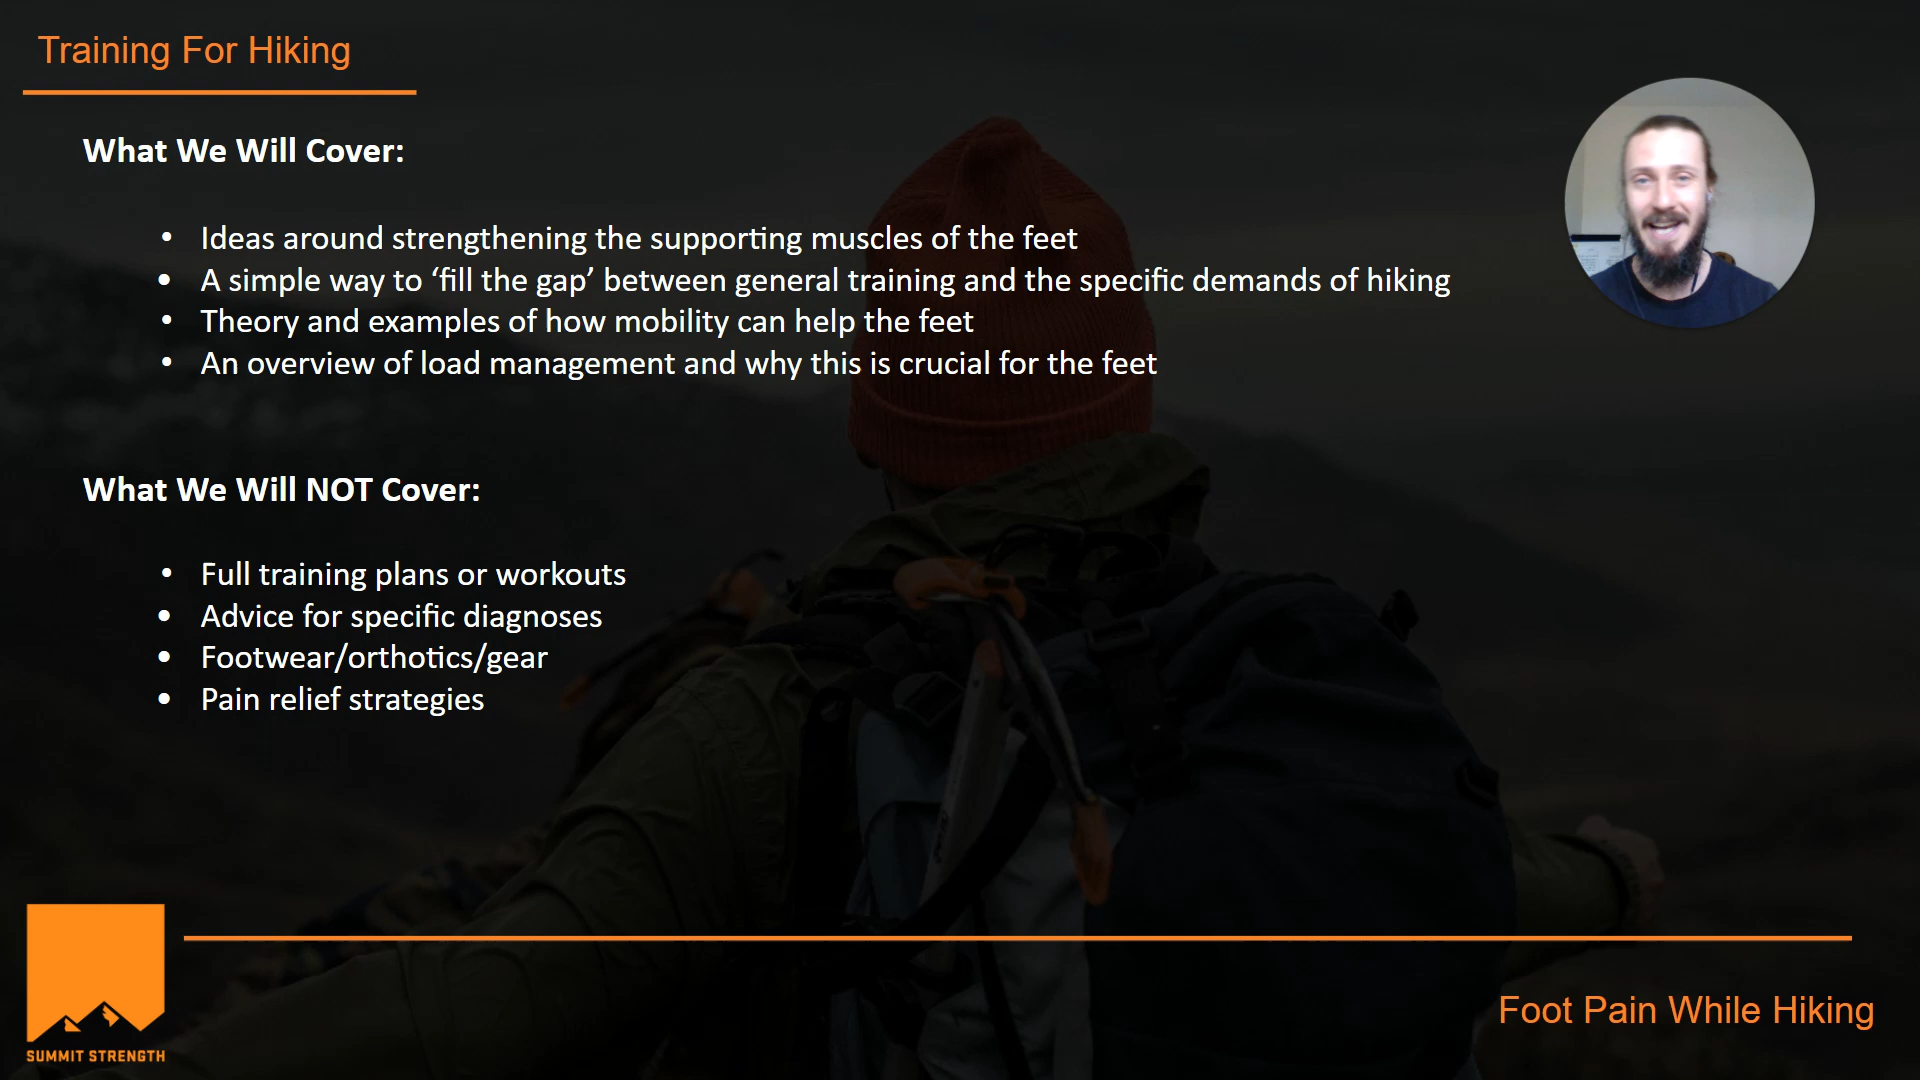 Training For Hiking
What We Will Cover:
• Ideas around strengthening the supporting muscles of the feet
• A simple way to ‘fill the gap’ between general training and the specific demands of hiking
• Theory and examples of how mobility can help the feet
• An overview of load management and why this is crucial for the feet
What We Will NOT Cover:
• Full training plans or workouts
• Advice for specific diagnoses
• Footwear/orthotics/gear
• Pain relief strategies
SUMMIT STRENGTH
Foot Pain While Hiking